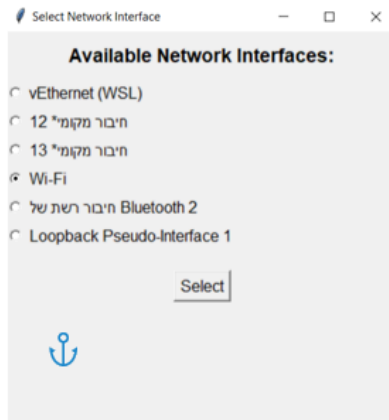 Select Network Interface
Available Network Interfaces:
vEthernet (WSL)
חיבור מקומי* 12
חיבור מקומי* 13
Wi-Fi
חיבור רשת של Bluetooth 2
Loopback Pseudo-Interface 1
Select